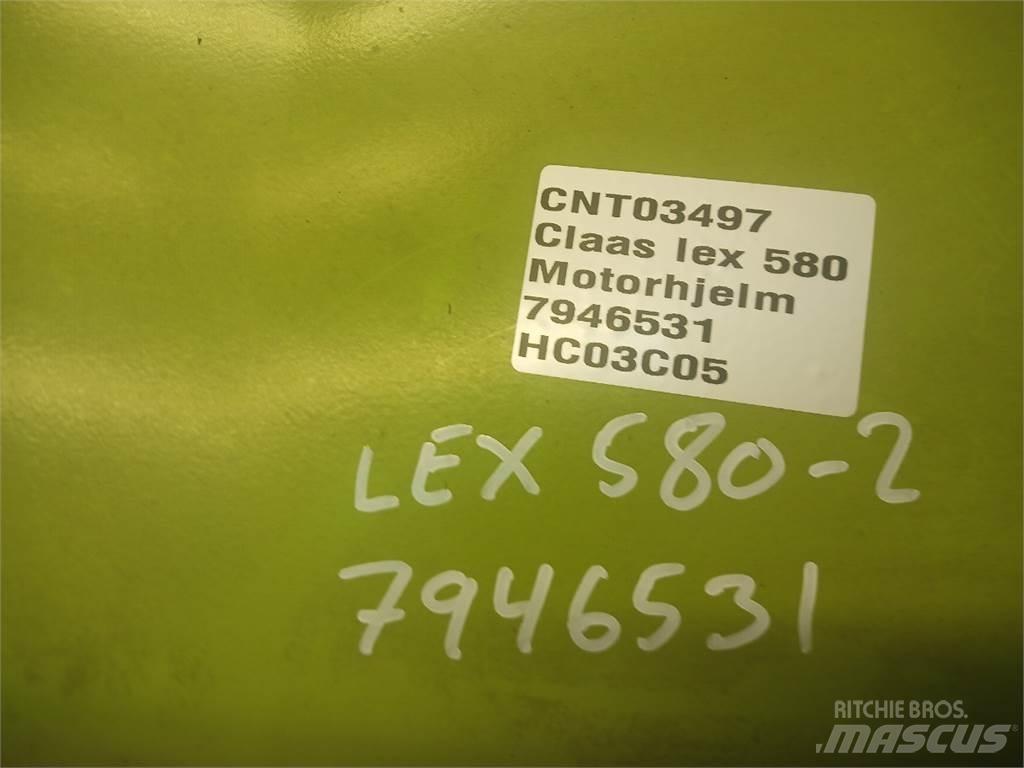 CNT03497
Claas lex 580
Motorhjelm
7946531
HC03C05
LEX 580-2
7946531
RITCHIE BROS.
MASCUS